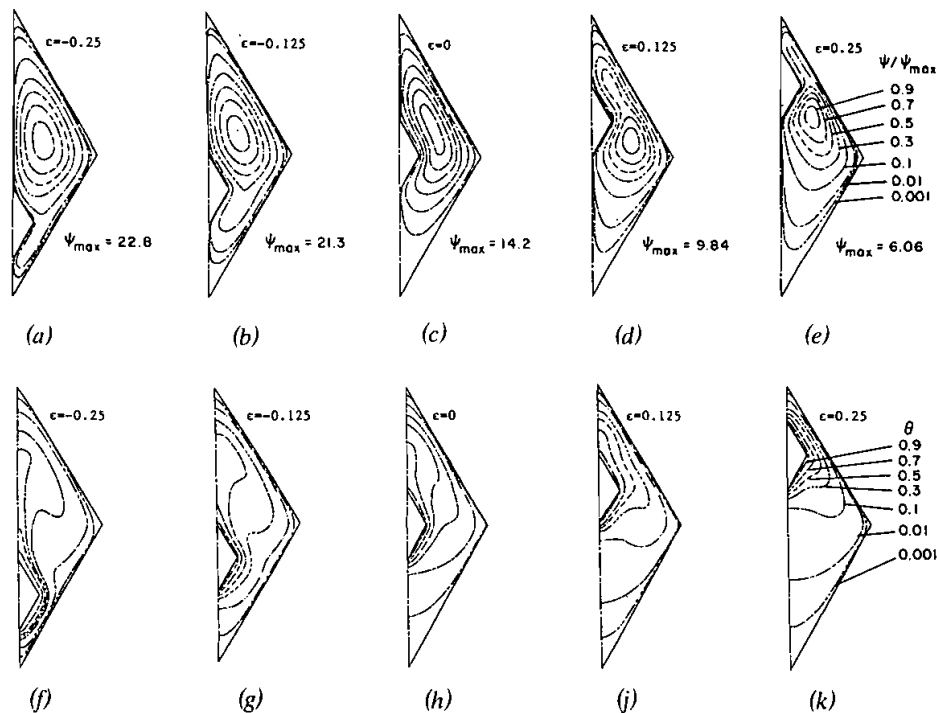 ε=-0.25
ε=-0.125
ε=0
ε=0.125
ε=0.25
ψ/ψmax
0.9
0.7
0.5
0.3
0.1
0.01
0.001
ψmax = 22.8
ψmax = 21.3
ψmax = 14.2
ψmax = 9.84
ψmax = 6.06
(a)
(b)
(c)
(d)
(e)
ε=-0.25
ε=-0.125
ε=0
ε=0.125
ε=0.25
θ
0.9
0.7
0.5
0.3
0.1
0.01
0.001
(f)
(g)
(h)
(j)
(k)